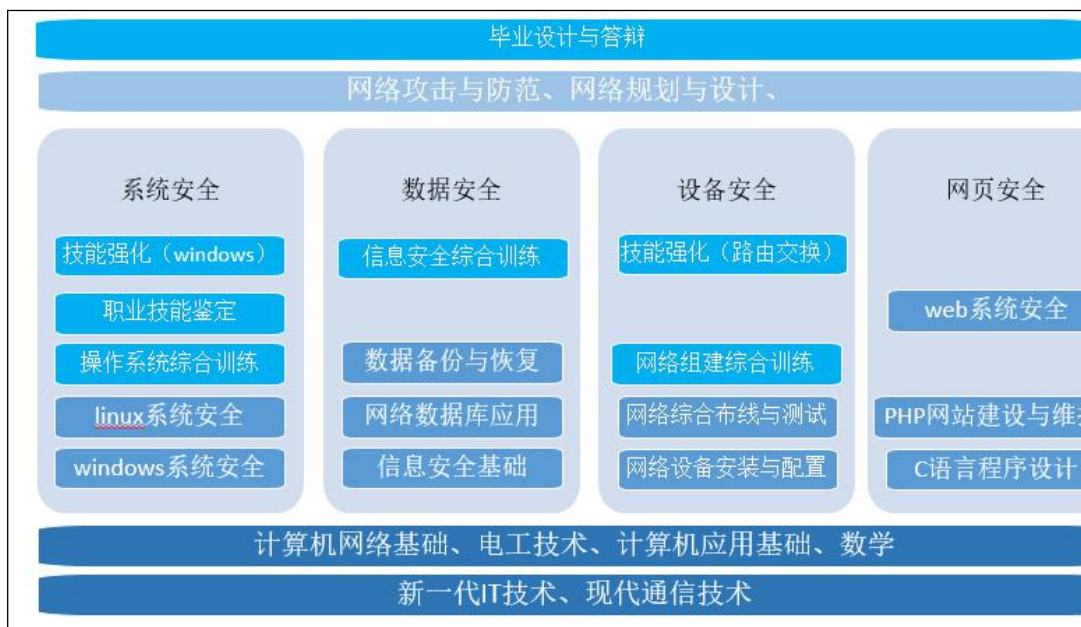 毕业设计与答辩
网络攻击与防范、网络规划与设计、
系统安全
技能强化（windows）
职业技能鉴定
操作系统综合训练
linux系统安全
windows系统安全
数据安全
信息安全综合训练
数据备份与恢复
网络数据库应用
信息安全基础
设备安全
技能强化（路由交换）
网络组建综合训练
网络综合布线与测试
网络设备安装与配置
网页安全
web系统安全
PHP网站建设与维
C语言程序设计
计算机网络基础、电工技术、计算机应用基础、数学
新一代IT技术、现代通信技术